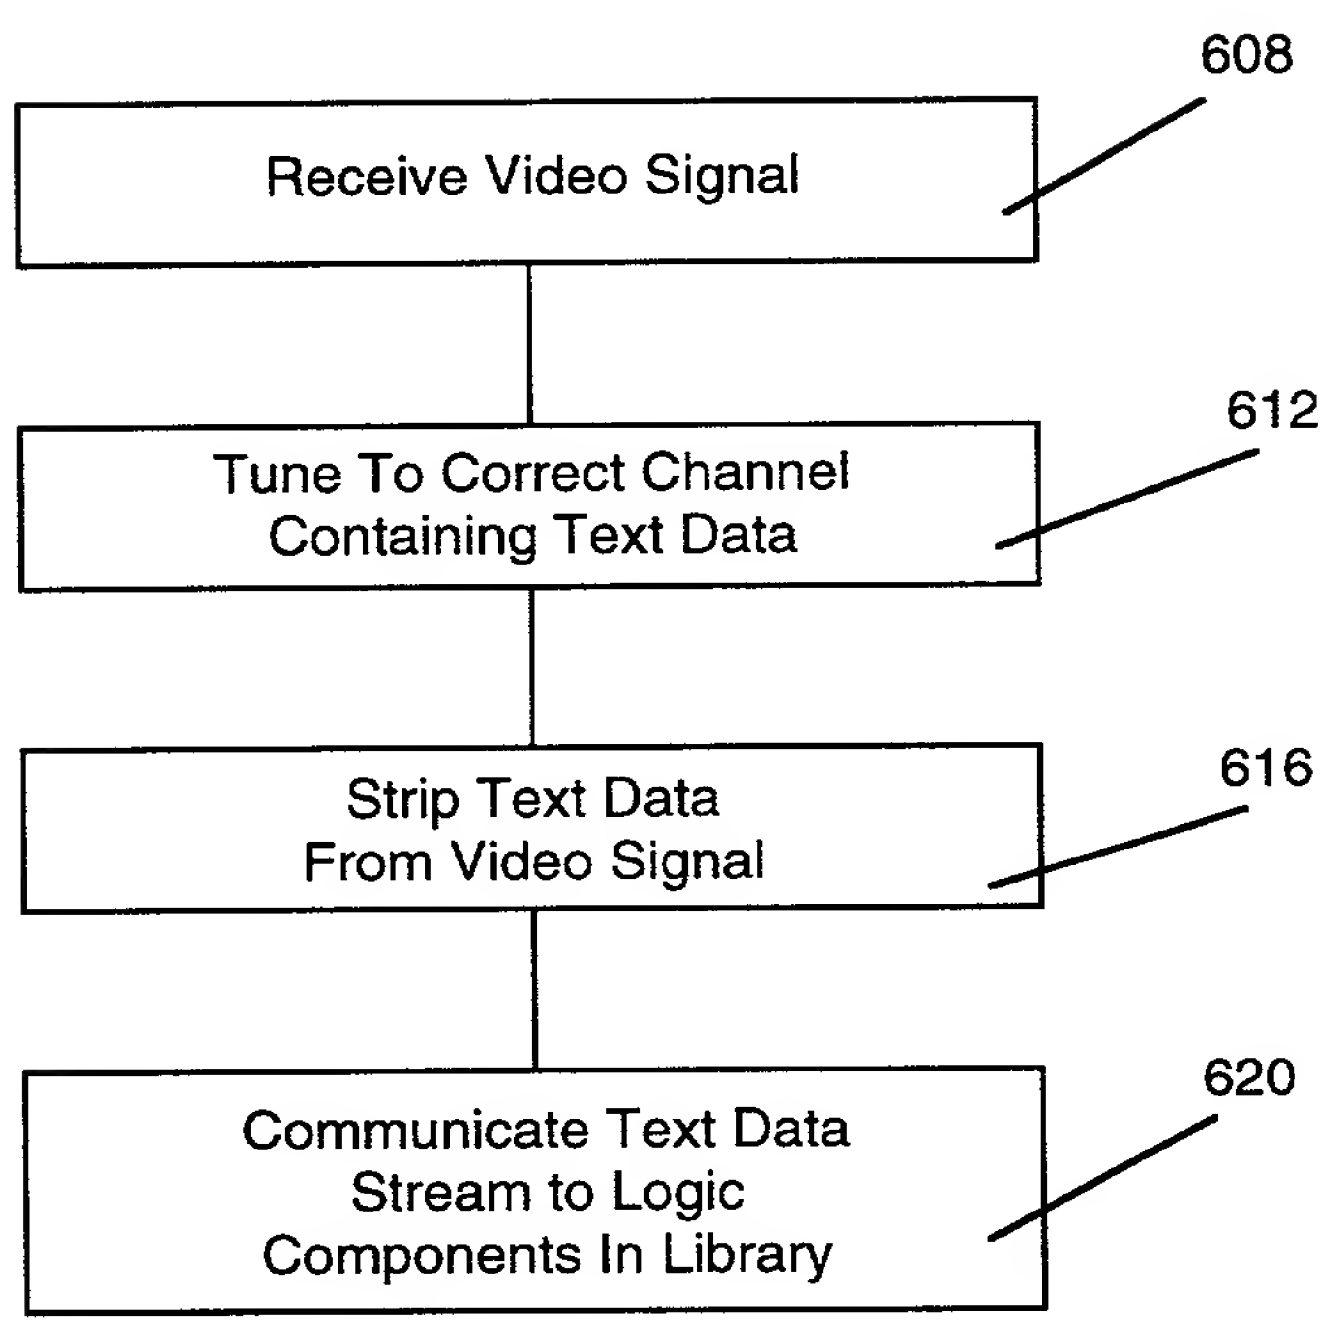 608
Receive Video Signal
612
Tune To Correct Channel
Containing Text Data
616
Strip Text Data
From Video Signal
620
Communicate Text Data
Stream to Logic
Components In Library